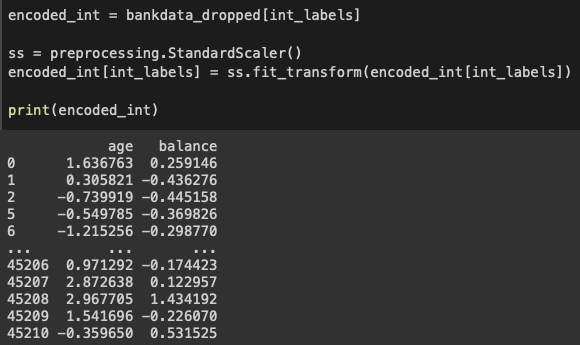 encoded_int = bankdata_dropped[int_labels]
ss = preprocessing.StandardScaler()
encoded_int[int_labels] = ss.fit_transform(encoded_int[int_labels])
print(encoded_int)
            age   balance
0      1.636763  0.259146
1      0.305821 -0.436276
2     -0.739919 -0.445158
5     -0.549785 -0.369826
6     -1.215256 -0.298770
...         ...       ...
45206  0.971292 -0.174423
45207  2.872638  0.122957
45208  2.967705  1.434192
45209  1.541696 -0.226070
45210 -0.359650  0.531525